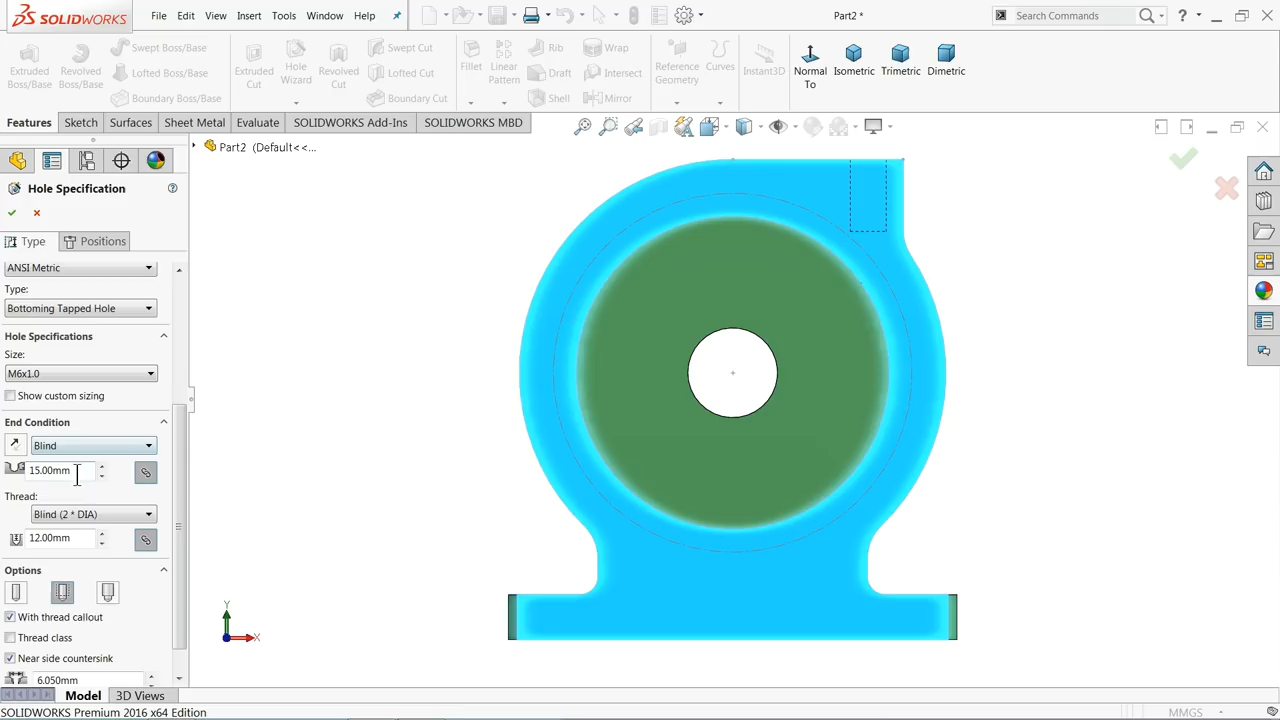 SOLIDWORKS
File Edit View Insert Tools Window Help
Part2 *
Search Commands
?
Extruded Boss/Base
Revolved Boss/Base
Swept Boss/Base
Lofted Boss/Base
Boundary Boss/Base
Extruded Cut
Hole Wizard
Revolved Cut
Swept Cut
Lofted Cut
Boundary Cut
Fillet
Linear Pattern
Rib
Draft
Shell
Wrap
Intersect
Mirror
Reference Geometry
Curves
Instant3D
Normal To
Isometric
Trimetric
Dimetric
Features Sketch Surfaces Sheet Metal Evaluate SOLIDWORKS Add-Ins SOLIDWORKS MBD
Part2 (Default<<...
Hole Specification
?
Type Positions
ANSI Metric
Type:
Bottoming Tapped Hole
Hole Specifications
Size:
M6x1.0
Show custom sizing
End Condition
Blind
15.00mm
Thread:
Blind (2 * DIA)
12.00mm
Options
With thread callout
Thread class
Near side countersink
6.050mm
Y
X
Model 3D Views
SOLIDWORKS Premium 2016 x64 Edition
MMGS